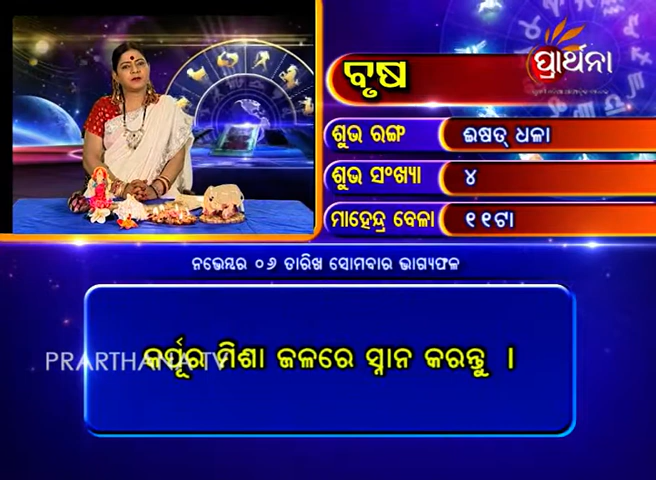 ବୃଷ
ପ୍ରାର୍ଥନା
ଶୁଭ ରଙ୍ଗ ଈଷତ୍ ଧଳା
ଶୁଭ ସଂଖ୍ୟା ୪
ମାହେନ୍ଦ୍ର ବେଳା ୧୧ଟା
ନଭେମ୍ବର ୦୬ ତାରିଖ ସୋମବାର ଭାଗ୍ୟଫଳ
କର୍ପୂର ମିଶା ଜଳରେ ସ୍ନାନ କରନ୍ତୁ ।
PRARTHANA TV